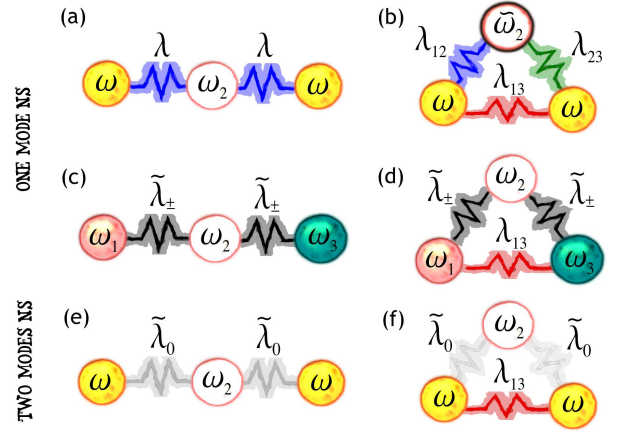 ONE MODE NS
TWO MODES NS
(a)
λ λ
ω ω₂ ω
(b)
ω̃₂
λ₁₂ λ₂₃
λ₁₃
ω ω
(c)
λ̃± λ̃±
ω₁ ω₂ ω₃
(d)
ω₂
λ̃± λ̃±
λ₁₃
ω₁ ω₃
(e)
λ̃₀ λ̃₀
ω ω₂ ω
(f)
ω₂
λ̃₀ λ̃₀
λ₁₃
ω ω